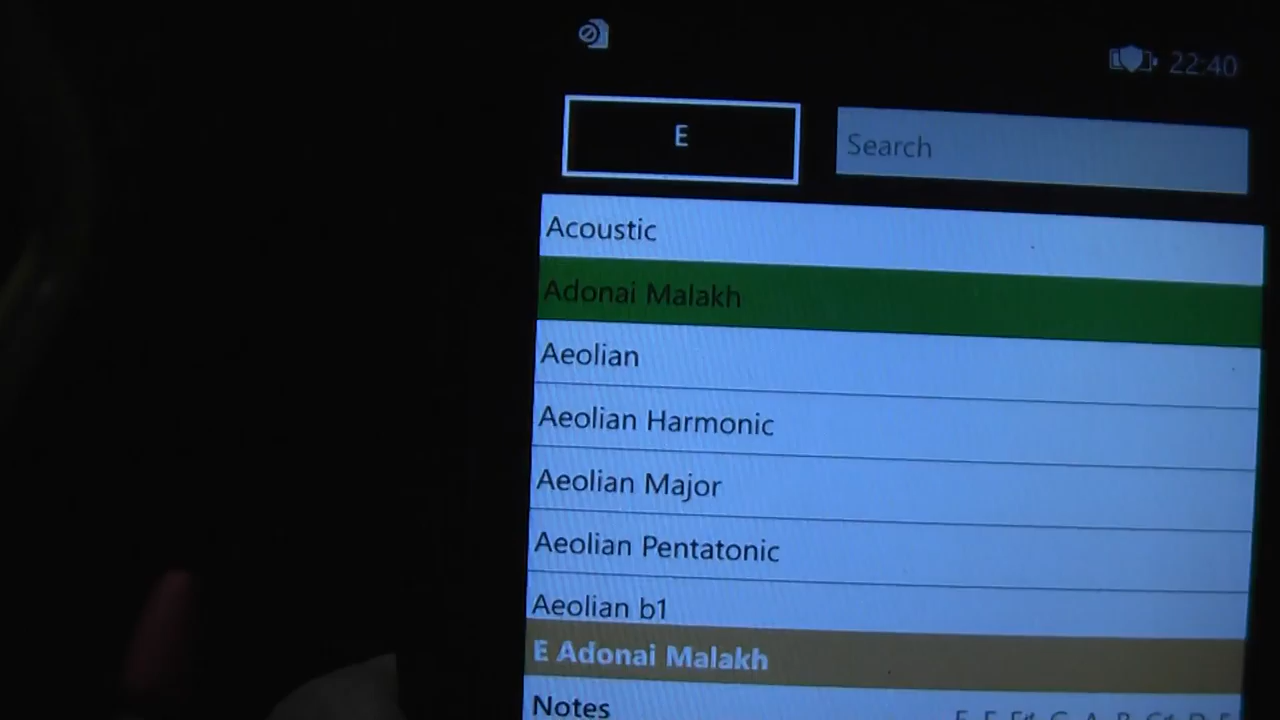 22:40
E
Search
Acoustic
Adonai Malakh
Aeolian
Aeolian Harmonic
Aeolian Major
Aeolian Pentatonic
Aeolian b1
E Adonai Malakh
Notes